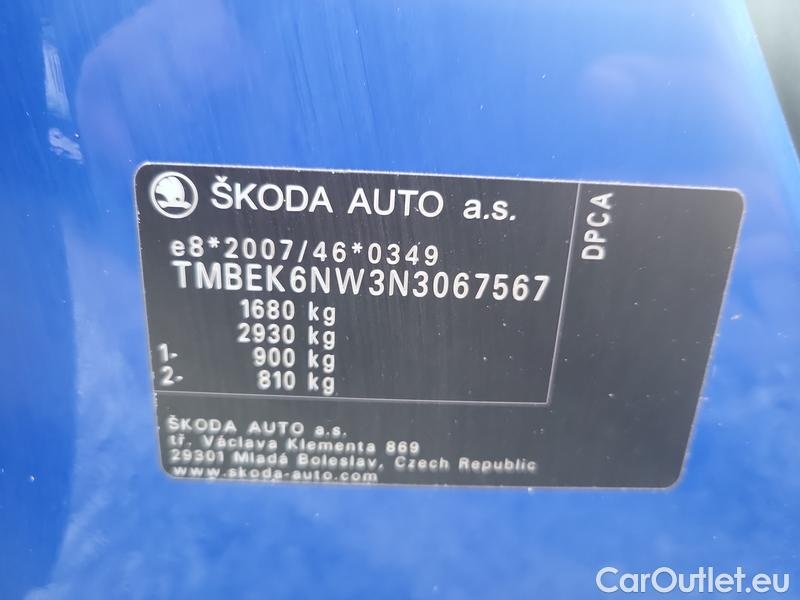 ŠKODA AUTO a.s.
DPCA
e8*2007/46*0349
TMBEK6NW3N3067567
1680 kg
2930 kg
1- 900 kg
2- 810 kg
ŠKODA AUTO a.s.
tř. Václava Klementa 869
29301 Mladá Boleslav, Czech Republic
www.skoda-auto.com
CarOutlet.eu